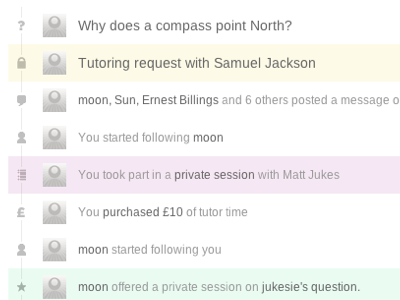 ? Why does a compass point North?
Tutoring request with Samuel Jackson
moon, Sun, Ernest Billings and 6 others posted a message o
You started following moon
You took part in a private session with Matt Jukes
£ You purchased £10 of tutor time
moon started following you
moon offered a private session on jukesie's question.